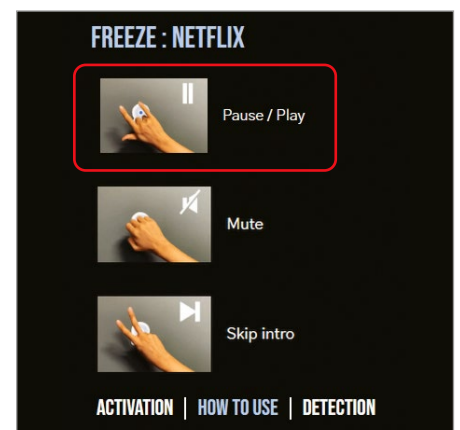 FREEZE : NETFLIX
Pause / Play
Mute
Skip intro
ACTIVATION | HOW TO USE | DETECTION